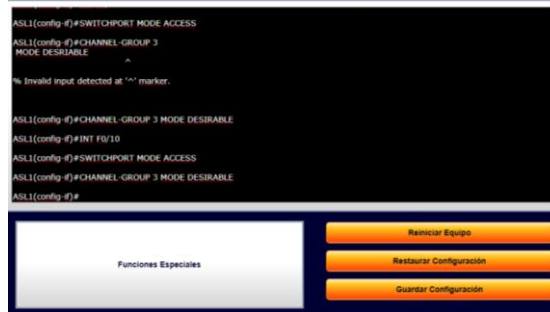 ASL1(config-if)#SWITCHPORT MODE ACCESS
ASL1(config-if)#CHANNEL-GROUP 3
MODE DESRIABLE
^
% Invalid input detected at '^' marker.
ASL1(config-if)#CHANNEL-GROUP 3 MODE DESIRABLE
ASL1(config-if)#INT F0/10
ASL1(config-if)#SWITCHPORT MODE ACCESS
ASL1(config-if)#CHANNEL-GROUP 3 MODE DESIRABLE
ASL1(config-if)#
Funciones Especiales
Reiniciar Equipo
Restaurar Configuración
Guardar Configuración